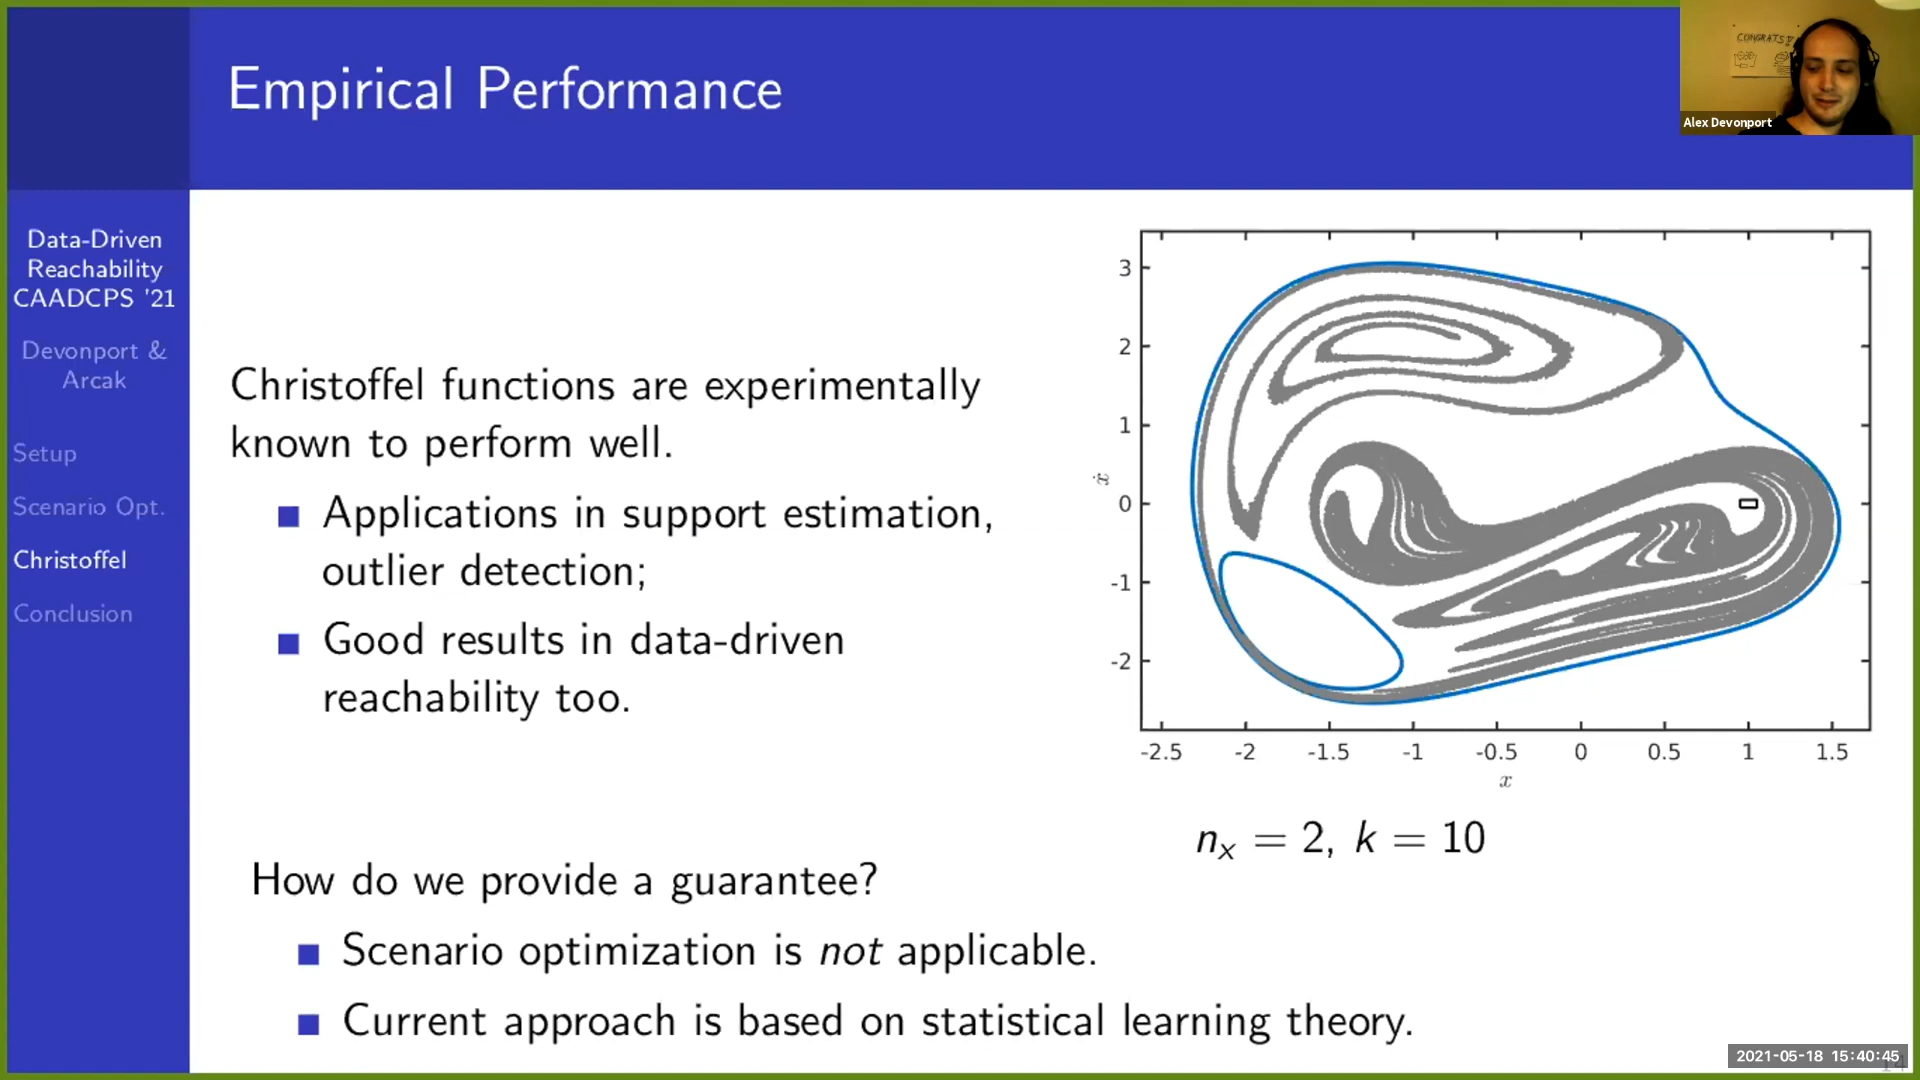 Empirical Performance
CONGRATS
Alex Devonport
Data-Driven
Reachability
CAADCPS '21
Devonport &
Arcak
Setup
Scenario Opt.
Christoffel
Conclusion
Christoffel functions are experimentally
known to perform well.
■ Applications in support estimation,
outlier detection;
■ Good results in data-driven
reachability too.
3
2
1
0
-1
-2
ẋ
-2.5 -2 -1.5 -1 -0.5 0 0.5 1 1.5
x
nₓ = 2, k = 10
How do we provide a guarantee?
■ Scenario optimization is not applicable.
■ Current approach is based on statistical learning theory.
2021-05-18 15:40:45